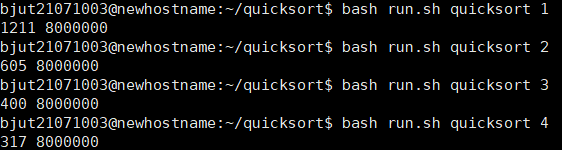 bjut21071003@newhostname:~/quicksort$ bash run.sh quicksort 1
1211 8000000
bjut21071003@newhostname:~/quicksort$ bash run.sh quicksort 2
605 8000000
bjut21071003@newhostname:~/quicksort$ bash run.sh quicksort 3
400 8000000
bjut21071003@newhostname:~/quicksort$ bash run.sh quicksort 4
317 8000000